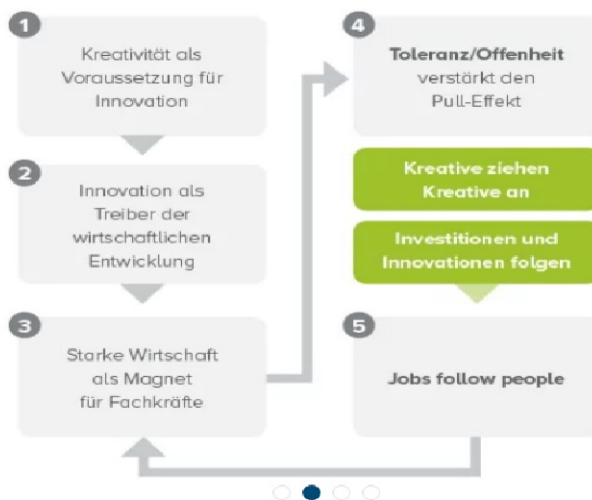 1
Kreativität als
Voraussetzung für
Innovation
2
Innovation als
Treiber der
wirtschaftlichen
Entwicklung
3
Starke Wirtschaft
als Magnet
für Fachkräfte
4
Toleranz/Offenheit
verstärkt den
Pull-Effekt
Kreative ziehen
Kreative an
Investitionen und
Innovationen folgen
5
Jobs follow people